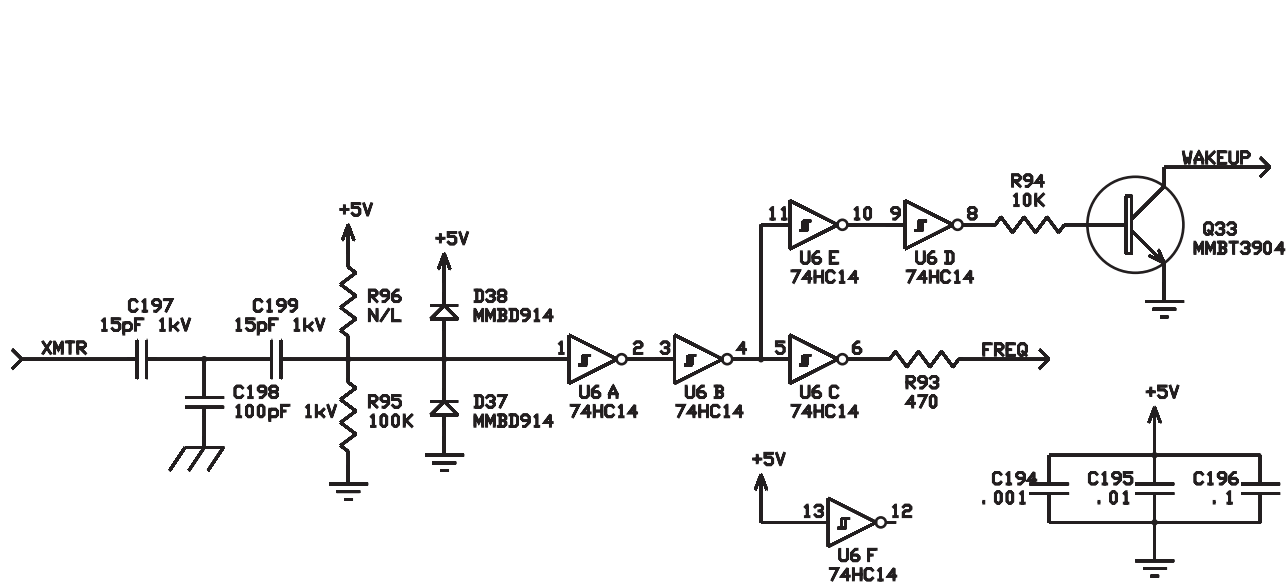 WAKEUP
R94
10K
+5V
11
10
9
8
Q33
MMBT3904
+5V
U6 E
74HC14
U6 D
74HC14
C197
15pF 1kV
C199
15pF 1kV
R96
N/L
D38
MMBD914
XMTR
1
2
3
4
5
6
FREQ
C198
100pF 1kV
R95
100K
D37
MMBD914
U6 A
74HC14
U6 B
74HC14
U6 C
74HC14
R93
470
+5V
+5V
C194
.001
C195
.01
C196
.1
13
12
U6 F
74HC14